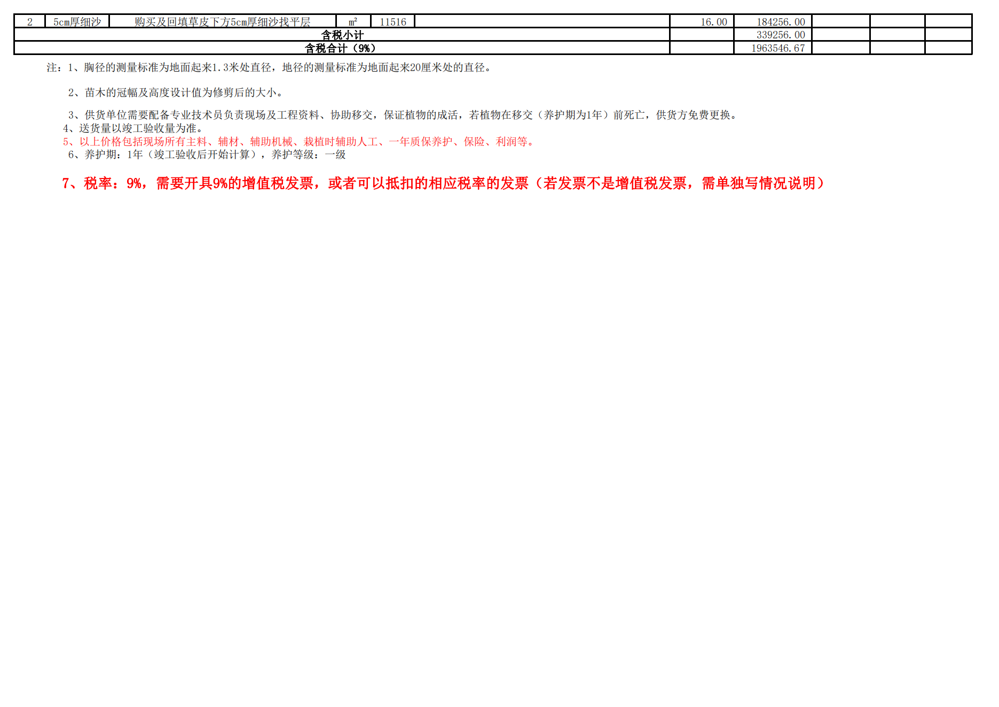 2 5cm厚细沙 购买及回填草皮下方5cm厚细沙找平层 m² 11516 16.00 184256.00
含税小计 339256.00
含税合计（9%） 1963546.67
注：1、胸径的测量标准为地面起来1.3米处直径，地径的测量标准为地面起来20厘米处的直径。
2、苗木的冠幅及高度设计值为修剪后的大小。
3、供货单位需要配备专业技术员负责现场及工程资料、协助移交，保证植物的成活，若植物在移交（养护期为1年）前死亡，供货方免费更换。
4、送货量以竣工验收量为准。
5、以上价格包括现场所有主料、辅材、辅助机械、栽植时辅助人工、一年质保养护、保险、利润等。
6、养护期：1年（竣工验收后开始计算），养护等级：一级
7、税率：9%，需要开具9%的增值税发票，或者可以抵扣的相应税率的发票（若发票不是增值税发票，需单独写情况说明）